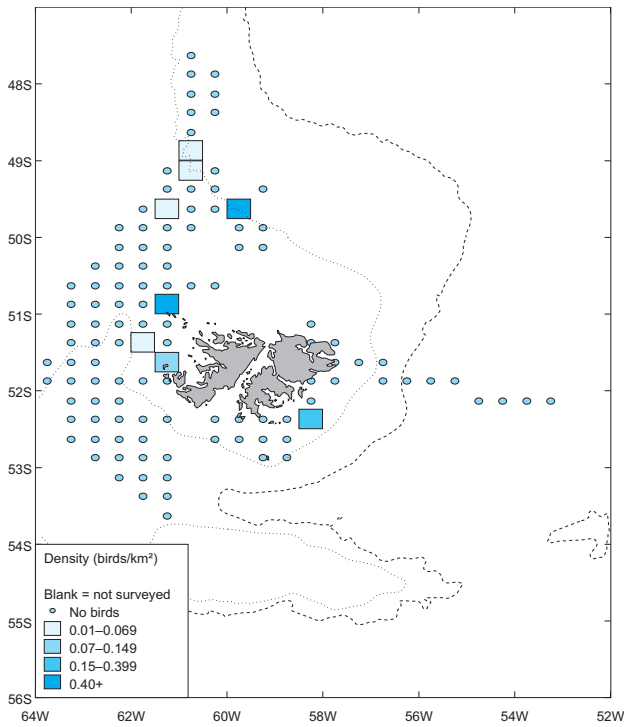 48S
49S
50S
51S
52S
53S
54S
55S
56S
Density (birds/km²)
Blank = not surveyed
No birds
0.01–0.069
0.07–0.149
0.15–0.399
0.40+
64W 62W 60W 58W 56W 54W 52W